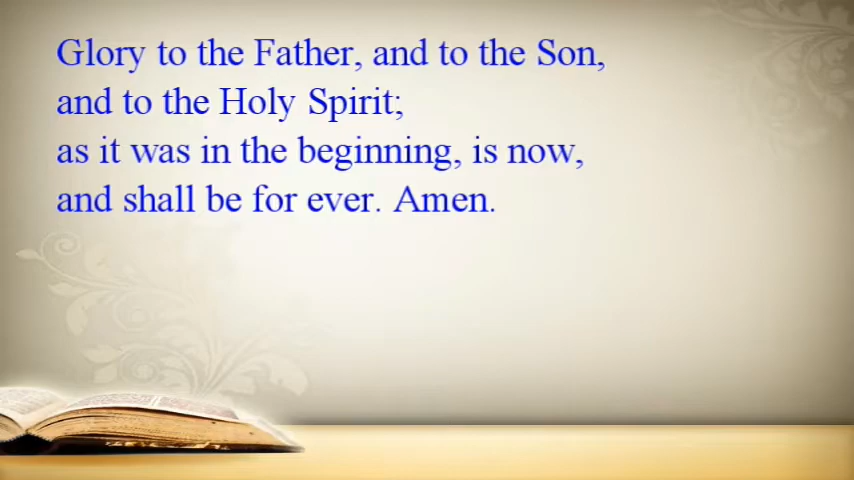 Glory to the Father, and to the Son,
and to the Holy Spirit;
as it was in the beginning, is now,
and shall be for ever. Amen.